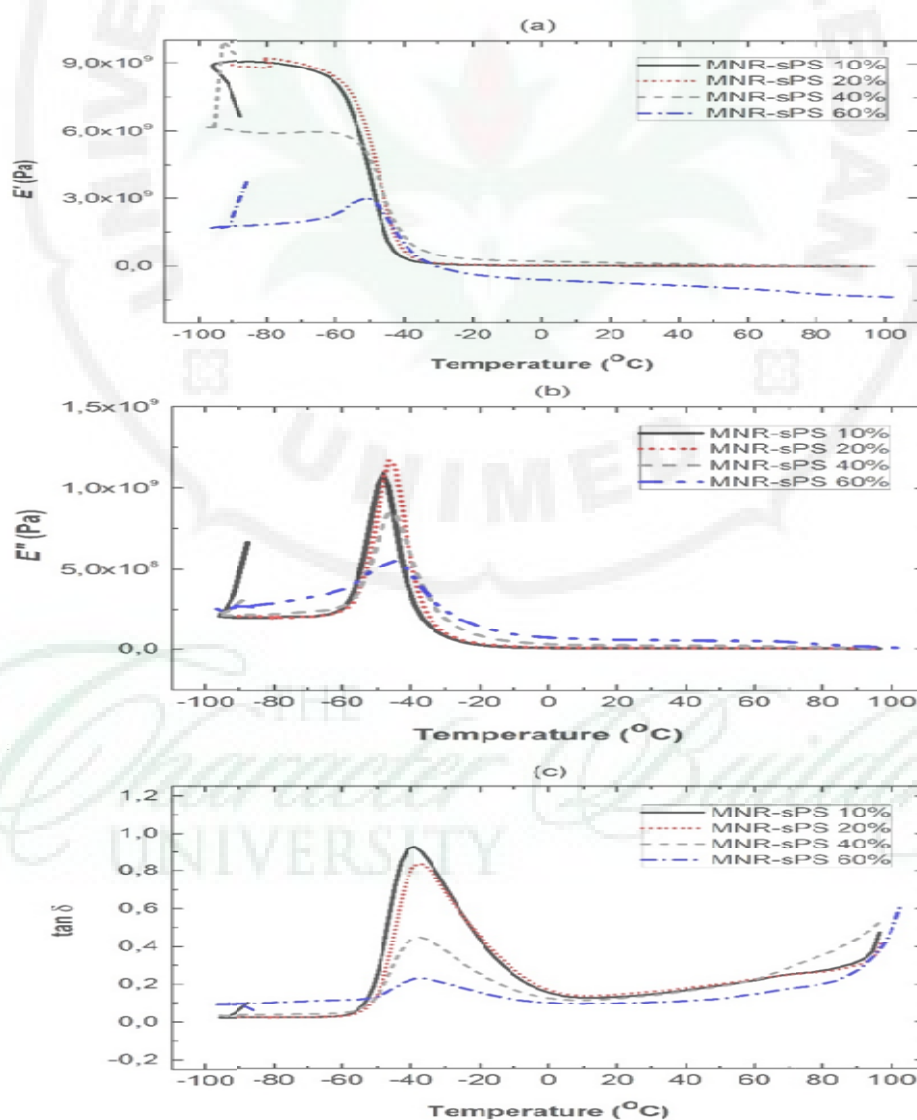 (a)
9,0x10⁹
6,0x10⁹
3,0x10⁹
0,0
E' (Pa)
MNR-sPS 10%
MNR-sPS 20%
MNR-sPS 40%
MNR-sPS 60%
-100 -80 -60 -40 -20 0 20 40 60 80 100
Temperature (°C)
(b)
1,5x10⁹
1,0x10⁹
5,0x10⁸
0,0
E" (Pa)
MNR-sPS 10%
MNR-sPS 20%
MNR-sPS 40%
MNR-sPS 60%
UNIMED
-100 -80 -60 -40 -20 0 20 40 60 80 100
Temperature (°C)
THE
Character Building
UNIVERSITY
(c)
1,2
1,0
0,8
0,6
0,4
0,2
0,0
-0,2
tan δ
MNR-sPS 10%
MNR-sPS 20%
MNR-sPS 40%
MNR-sPS 60%
-100 -80 -60 -40 -20 0 20 40 60 80 100
Temperature (°C)